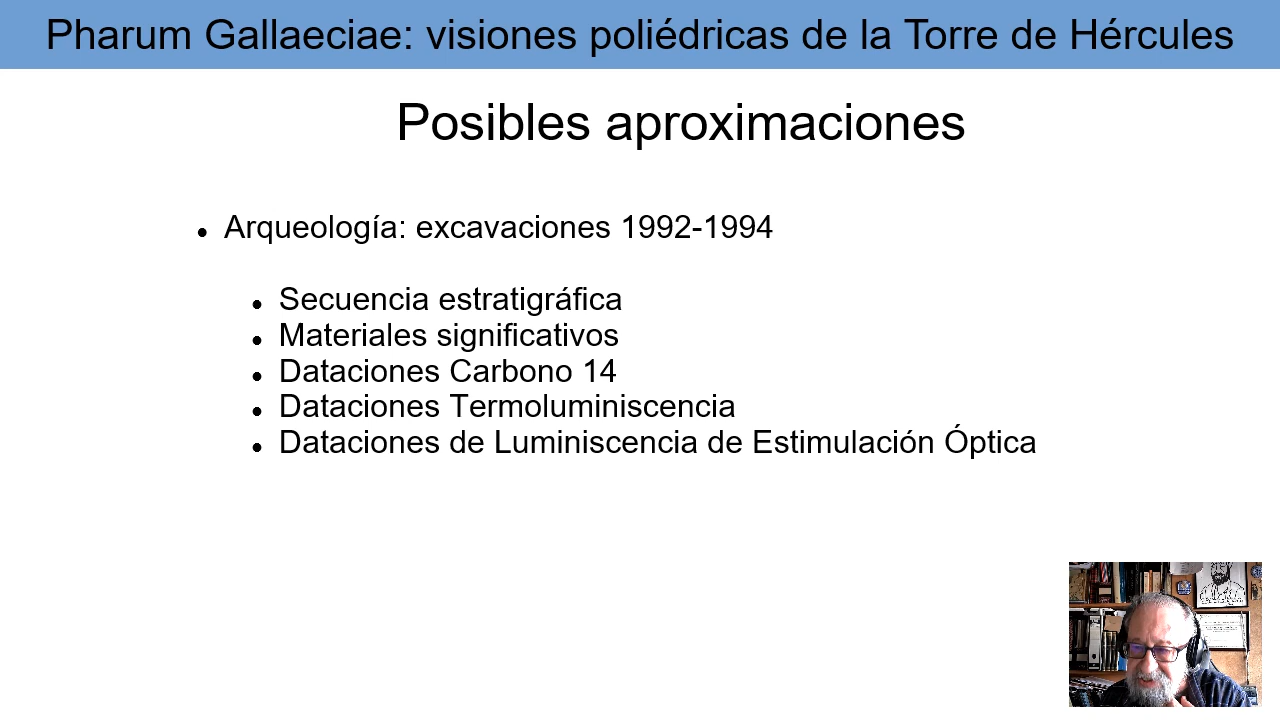 Pharum Gallaeciae: visiones poliédricas de la Torre de Hércules
Posibles aproximaciones
Arqueología: excavaciones 1992-1994
Secuencia estratigráfica
Materiales significativos
Dataciones Carbono 14
Dataciones Termoluminiscencia
Dataciones de Luminiscencia de Estimulación Óptica